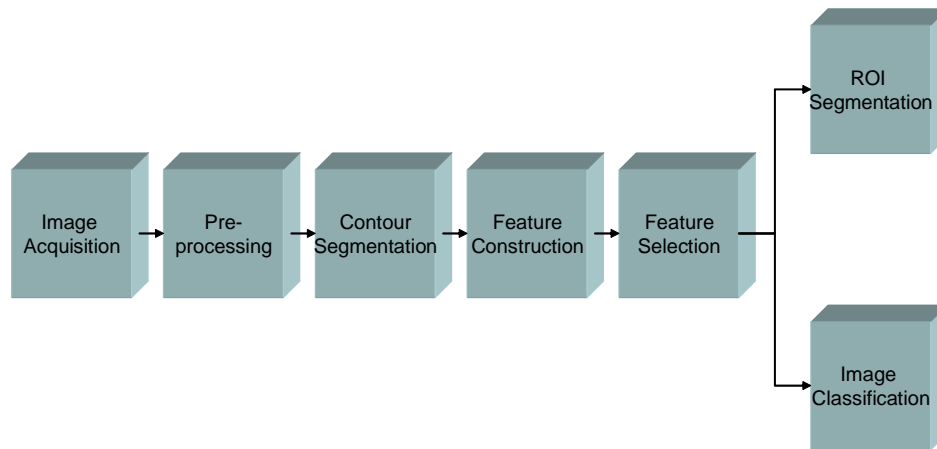 Image
Acquisition
Pre-
processing
Contour
Segmentation
Feature
Construction
Feature
Selection
ROI
Segmentation
Image
Classification